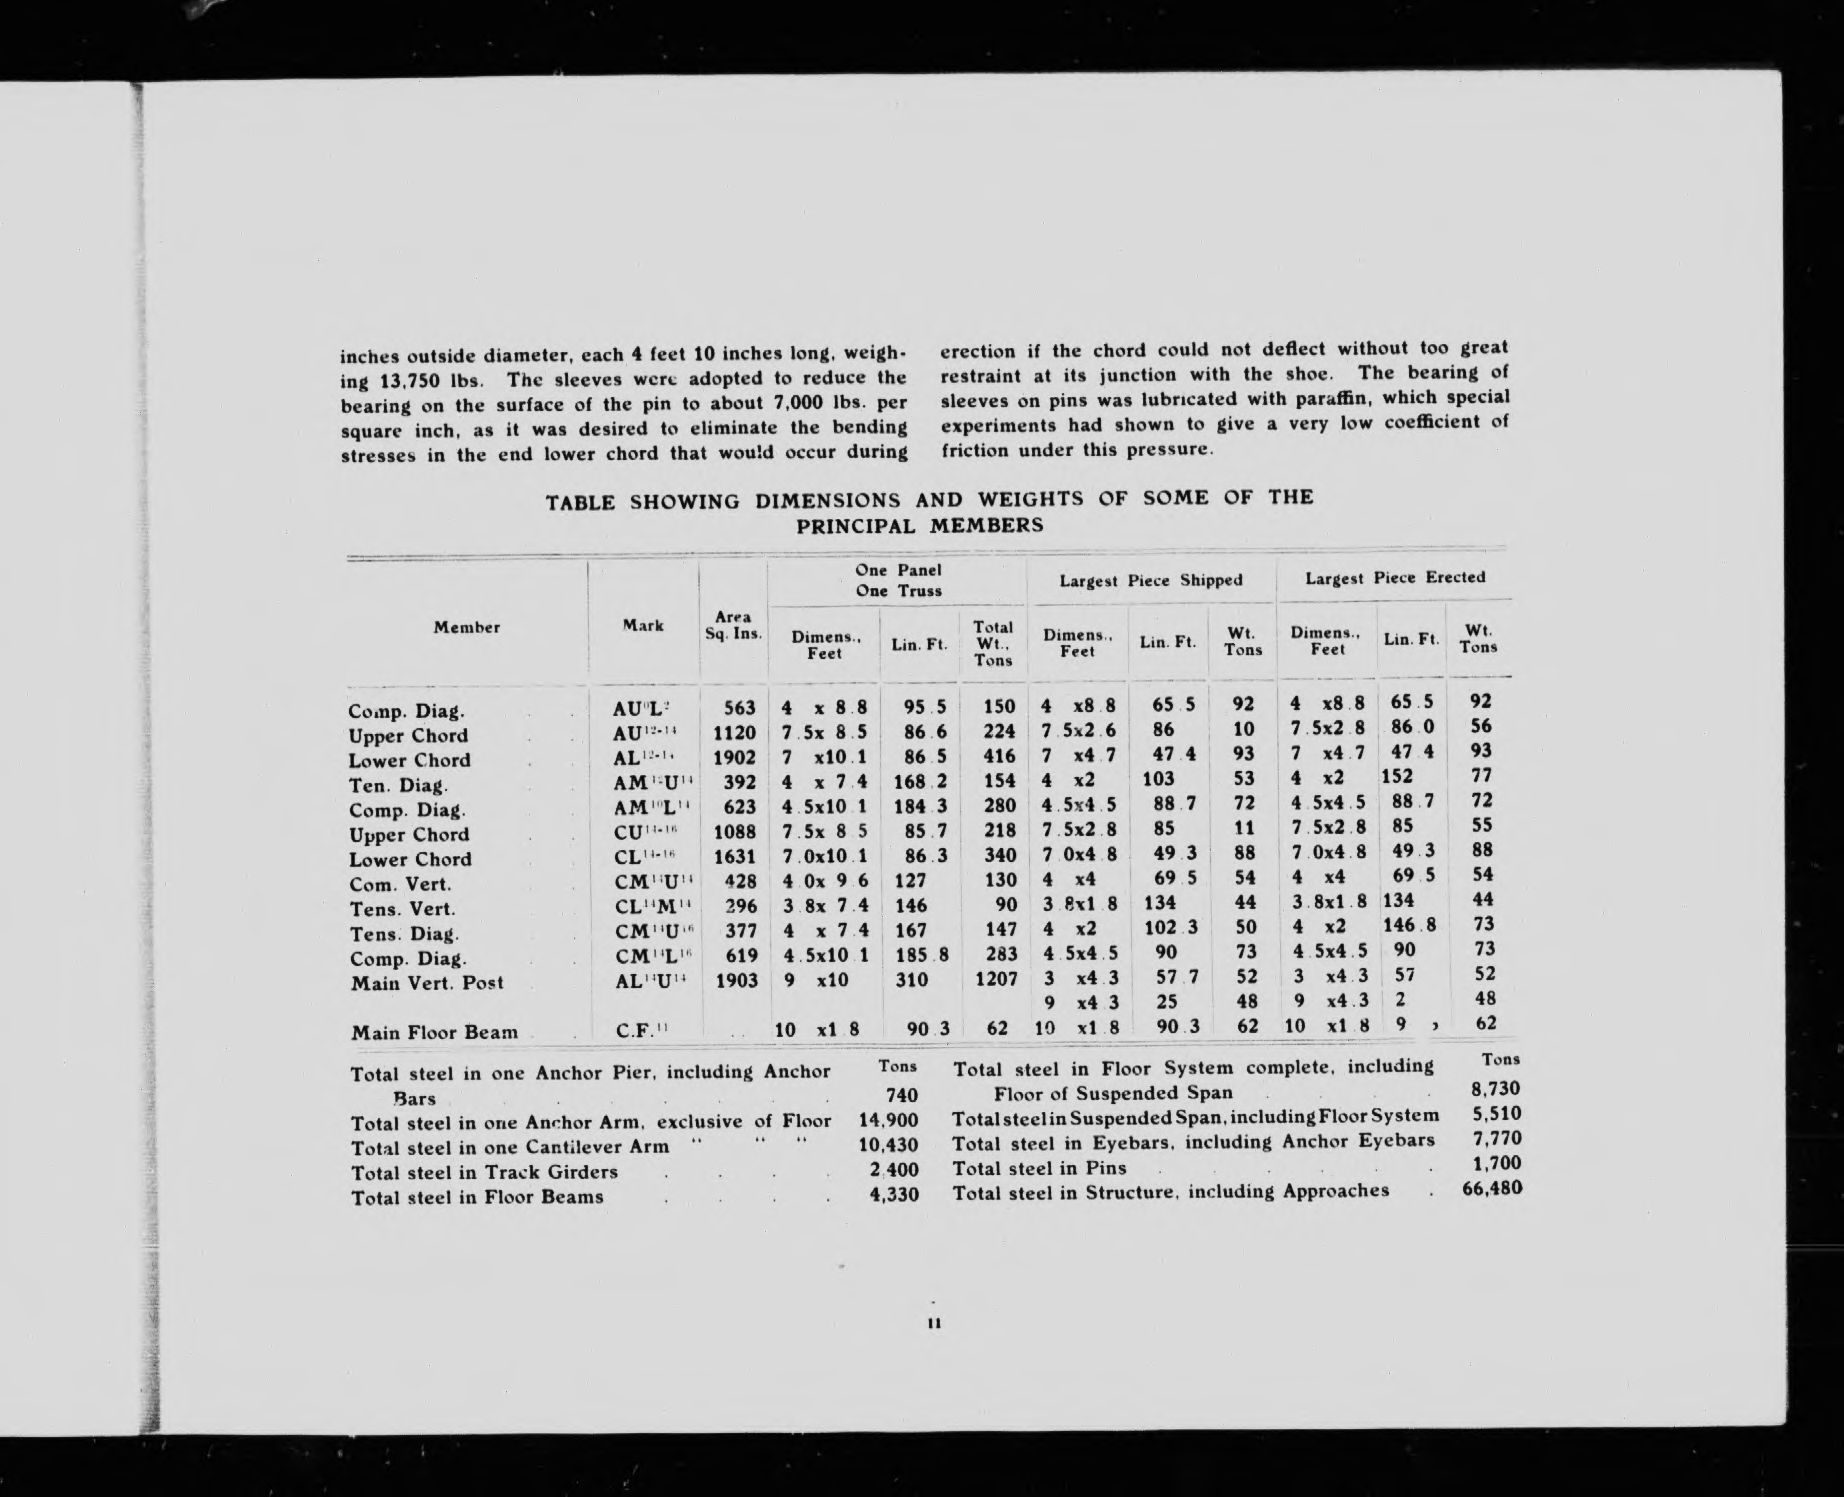 inches outside diameter, each 4 feet 10 inches long, weigh-
ing 13,750 lbs. The sleeves were adopted to reduce the
bearing on the surface of the pin to about 7,000 lbs. per
square inch, as it was desired to eliminate the bending
stresses in the end lower chord that would occur during
erection if the chord could not deflect without too great
restraint at its junction with the shoe. The bearing of
sleeves on pins was lubricated with paraffin, which special
experiments had shown to give a very low coefficient of
friction under this pressure.
TABLE SHOWING DIMENSIONS AND WEIGHTS OF SOME OF THE
PRINCIPAL MEMBERS
Member Mark Area Sq. Ins. One Panel One Truss Largest Piece Shipped Largest Piece Erected
Dimens., Feet Lin. Ft. Total Wt., Tons Dimens., Feet Lin. Ft. Wt. Tons Dimens., Feet Lin. Ft. Wt. Tons
Comp. Diag. 563 4 x 8.8 95.5 150 4 x8.8 65.5 92 4 x8.8 65.5 92
Upper Chord AU¹²⁻¹⁴ 1120 7.5x 8.5 86.6 224 7.5x2.6 86 10 7.5x2.8 86.0 56
Lower Chord AL¹²⁻¹⁴ 1902 7 x10.1 86.5 416 7 x4.7 47.4 93 7 x4.7 47.4 93
Ten. Diag. 392 4 x 7.4 168.2 154 4 x2 103 53 4 x2 152 77
Comp. Diag. 623 4.5x10.1 184.3 280 4.5x4.5 88.7 72 4.5x4.5 88.7 72
Upper Chord CU¹⁴⁻¹⁶ 1088 7.5x 8.5 85.7 218 7.5x2.8 85 11 7.5x2.8 85 55
Lower Chord CL¹⁴⁻¹⁶ 1631 7.0x10.1 86.3 340 7.0x4.8 49.3 88 7.0x4.8 49.3 88
Com. Vert. CM¹⁴U¹⁴ 428 4.0x 9.6 127 130 4 x4 69.5 54 4 x4 69.5 54
Tens. Vert. CL¹⁴M¹⁴ 296 3.8x 7.4 146 90 3.8x1.8 134 44 3.8x1.8 134 44
Tens. Diag. CM¹⁴U¹⁶ 377 4 x 7.4 167 147 4 x2 102.3 50 4 x2 146.8 73
Comp. Diag. CM¹⁴L¹⁶ 619 4.5x10.1 185.8 283 4.5x4.5 90 73 4.5x4.5 90 73
Main Vert. Post AL¹⁴U¹⁴ 1903 9 x10 310 1207 3 x4.3 57.7 52 3 x4.3 57 52
9 x4.3 25 48 9 x4.3 2 48
Main Floor Beam C.F. 10 x1.8 90.3 62 10 x1.8 90.3 62 10 x1.8 9 62
Tons
Total steel in one Anchor Pier, including Anchor
Bars 740
Total steel in one Anchor Arm, exclusive of Floor 14,900
Total steel in one Cantilever Arm " " " 10,430
Total steel in Track Girders 2,400
Total steel in Floor Beams 4,330
Tons
Total steel in Floor System complete, including
Floor of Suspended Span 8,730
Total steel in Suspended Span, including Floor System 5,510
Total steel in Eyebars, including Anchor Eyebars 7,770
Total steel in Pins 1,700
Total steel in Structure, including Approaches 66,480
11